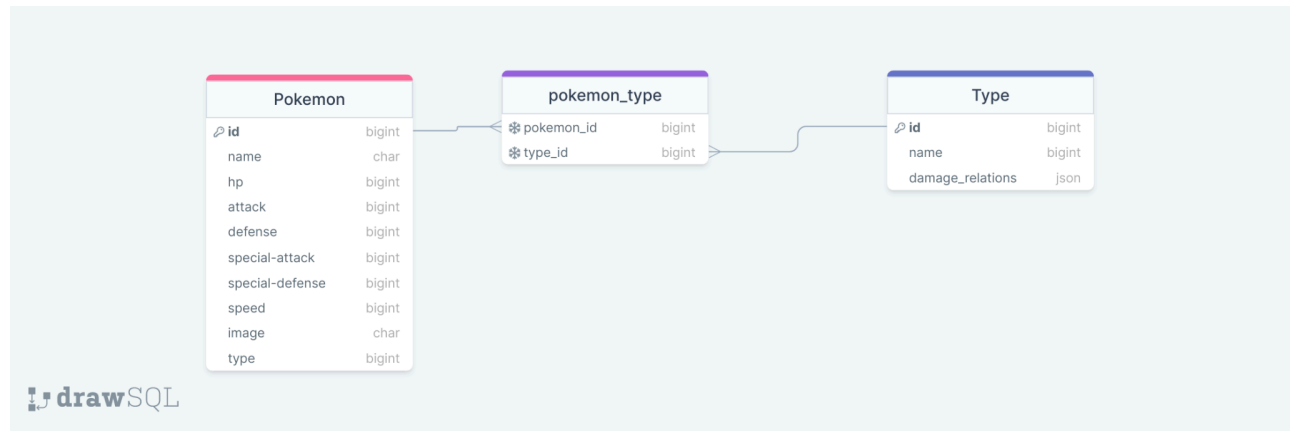 Pokemon
id bigint
name char
hp bigint
attack bigint
defense bigint
special-attack bigint
special-defense bigint
speed bigint
image char
type bigint
pokemon_type
pokemon_id bigint
type_id bigint
Type
id bigint
name bigint
damage_relations json
drawSQL